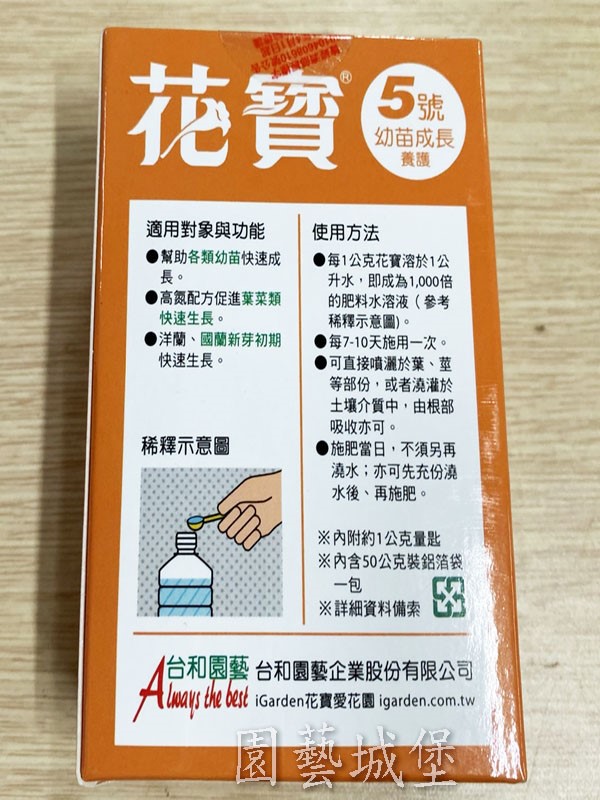 花寶®
5號
幼苗成長
養護
適用對象與功能
●幫助各類幼苗快速成
長。
●高氮配方促進葉菜類
快速生長。
●洋蘭、國蘭新芽初期
快速生長。
稀釋示意圖
使用方法
●每1公克花寶溶於1公
升水，即成為1,000倍
的肥料水溶液（參考
稀釋示意圖)。
●每7-10天施用一次。
●可直接噴灑於葉、莖
等部份，或者澆灌於
土壤介質中，由根部
吸收亦可。
●施肥當日，不須另再
澆水；亦可先充份澆
水後、再施肥。
※內附約1公克量匙
※內含50公克裝鋁箔袋
一包
※詳細資料備索
台和園藝
Always the best
台和園藝企業股份有限公司
iGarden花寶愛花園 igarden.com.tw
園藝城堡